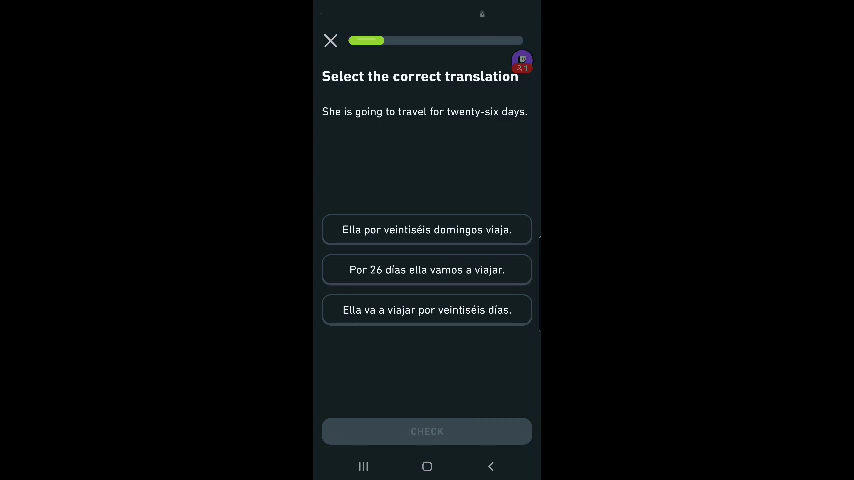 Select the correct translation
She is going to travel for twenty-six days.
Ella por veintiséis domingos viaja.
Por 26 días ella vamos a viajar.
Ella va a viajar por veintiséis días.
CHECK